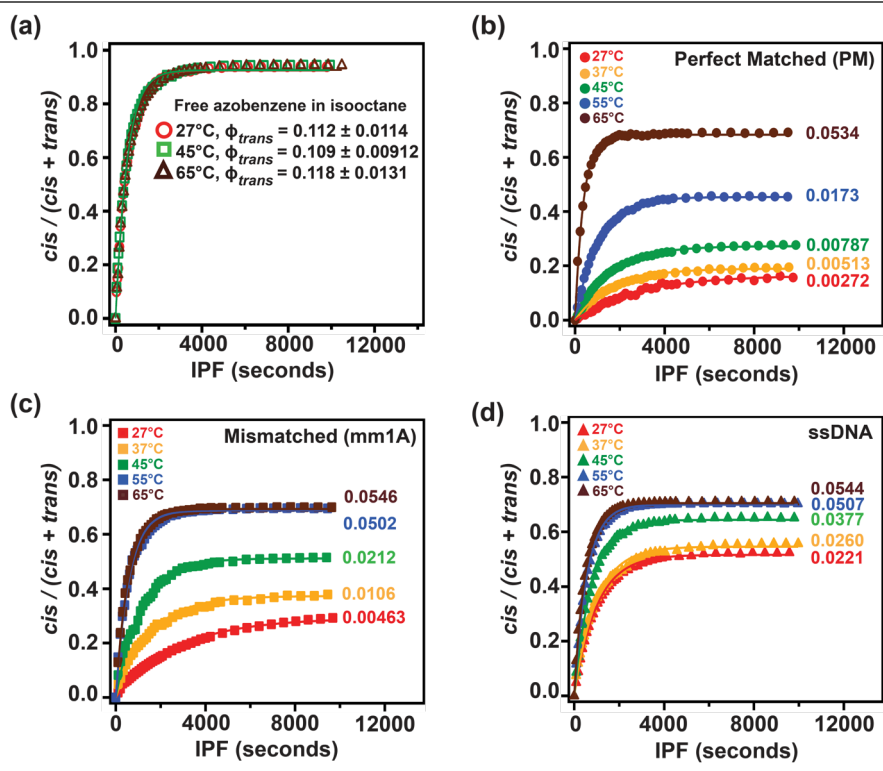 (a)
cis / (cis + trans)
1.0
0.8
0.6
0.4
0.2
0.0
Free azobenzene in isooctane
27°C, ϕtrans = 0.112 ± 0.0114
45°C, ϕtrans = 0.109 ± 0.00912
65°C, ϕtrans = 0.118 ± 0.0131
0 4000 8000 12000
IPF (seconds)
(b)
cis / (cis + trans)
1.0
0.8
0.6
0.4
0.2
0.0
27°C
37°C
45°C
55°C
65°C
Perfect Matched (PM)
0.0534
0.0173
0.00787
0.00513
0.00272
0 4000 8000 12000
IPF (seconds)
(c)
cis / (cis + trans)
1.0
0.8
0.6
0.4
0.2
0.0
27°C
37°C
45°C
55°C
65°C
Mismatched (mm1A)
0.0546
0.0502
0.0212
0.0106
0.00463
0 4000 8000 12000
IPF (seconds)
(d)
cis / (cis + trans)
1.0
0.8
0.6
0.4
0.2
0.0
27°C
37°C
45°C
55°C
65°C
ssDNA
0.0544
0.0507
0.0377
0.0260
0.0221
0 4000 8000 12000
IPF (seconds)